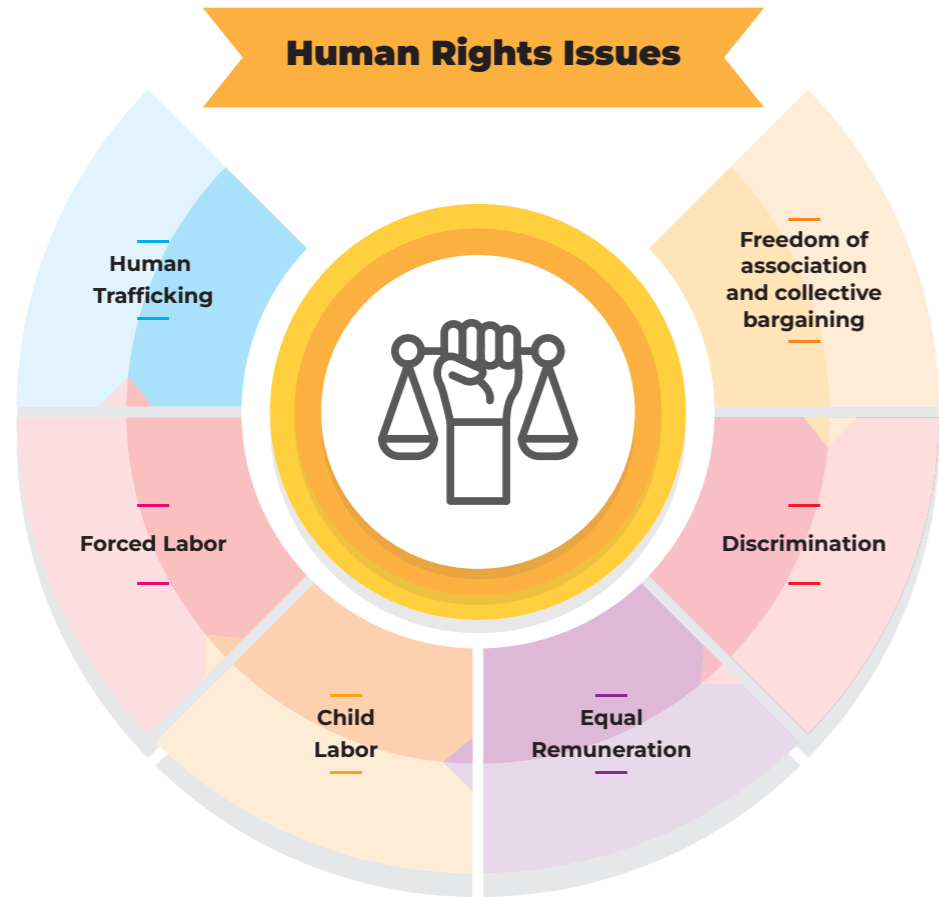 Human Rights Issues
Human
Trafficking
Freedom of
association
and collective
bargaining
Forced Labor
Discrimination
Child
Labor
Equal
Remuneration